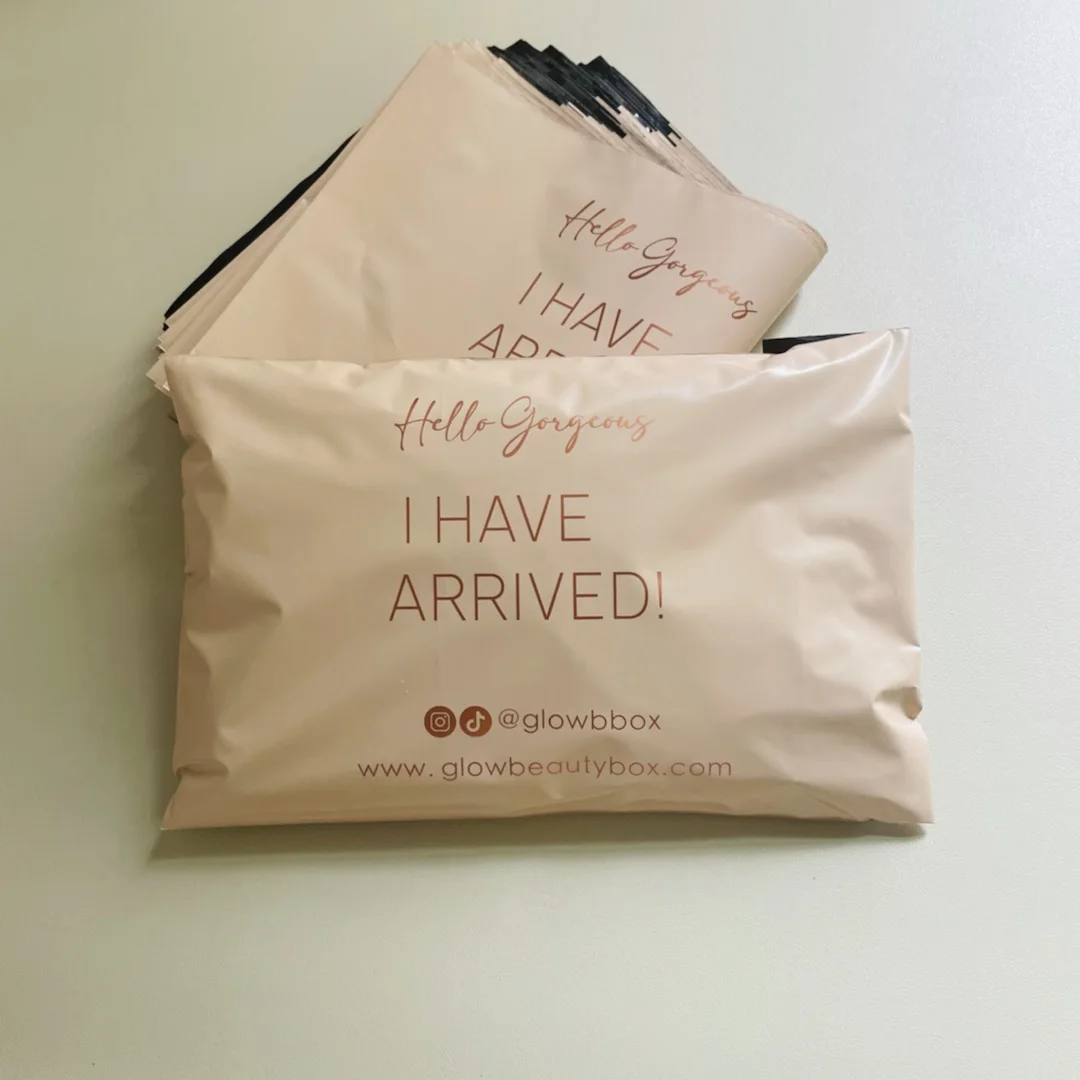 Hello Gorgeous
I HAVE
Hello Gorgeous
I HAVE
ARRIVED!
@glowbbox
www.glowbeautybox.com